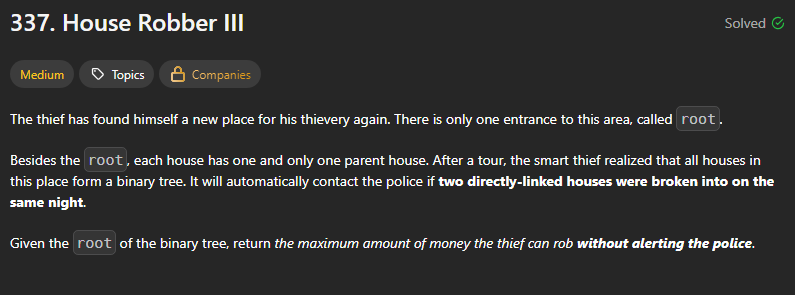 337. House Robber III
Solved
Medium
Topics
Companies
The thief has found himself a new place for his thievery again. There is only one entrance to this area, called root.
Besides the root, each house has one and only one parent house. After a tour, the smart thief realized that all houses in
this place form a binary tree. It will automatically contact the police if two directly-linked houses were broken into on the
same night.
Given the root of the binary tree, return the maximum amount of money the thief can rob without alerting the police.